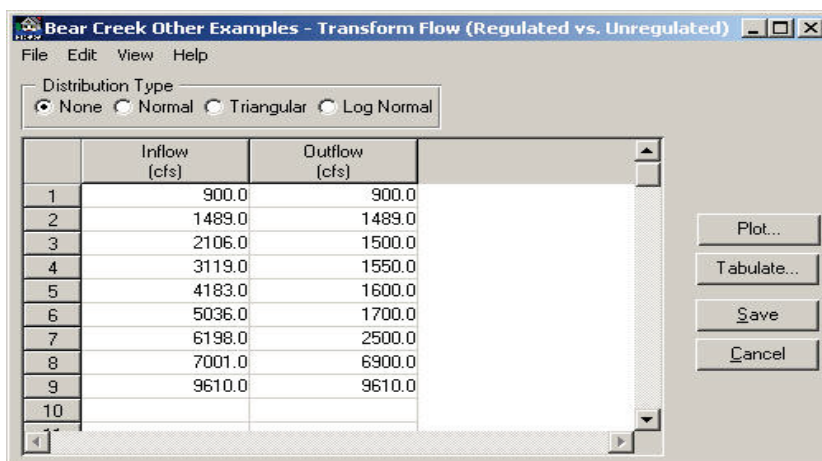 Bear Creek Other Examples - Transform Flow (Regulated vs. Unregulated)
File Edit View Help
Distribution Type
None Normal Triangular Log Normal
Inflow (cfs) Outflow (cfs)
1 900.0 900.0
2 1489.0 1489.0
3 2106.0 1500.0
4 3119.0 1550.0
5 4183.0 1600.0
6 5036.0 1700.0
7 6198.0 2500.0
8 7001.0 6900.0
9 9610.0 9610.0
10
Plot...
Tabulate...
Save
Cancel